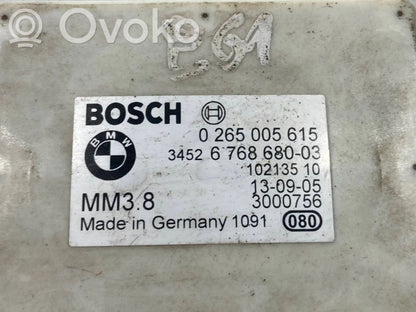 Ovoko
E61
BOSCH
0 265 005 615
BMW
3452 6 768 680-03
102135 10
13-09-05
MM3.8 3000756
Made in Germany 1091 080